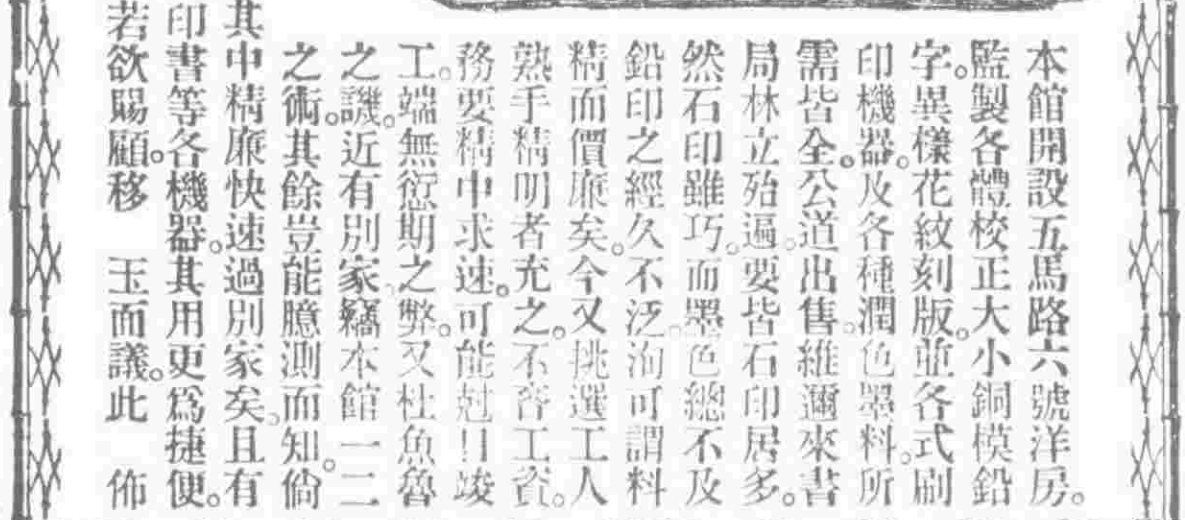 本館開設五馬路六號洋房。
監製各體校正大小銅模鉛
字。異樣花紋刻版。並各式刷
印機器。及各種潤色墨料。所
需皆全。公道出售。維邇來書
局林立殆遍。要皆石印居多。
然石印雖巧。而墨色總不及
鉛印之經久不泛。洵可謂料
精而價廉矣。今又挑選工人
熟手精明者充之。不吝工資。
務要精中求速。可能尅日竣
工。端無愆期之弊。又杜魚魯
之譏。近有別家竊本館一二
之術。其餘豈能臆測而知。倘
其中精廉快速過別家矣。且有
印書等各機器。其用更爲捷便。
若欲賜顧。移 玉而議。此 佈